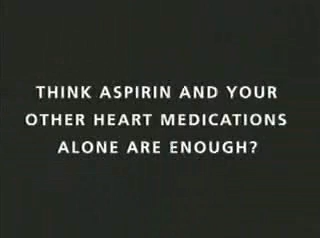 THINK ASPIRIN AND YOUR
OTHER HEART MEDICATIONS
ALONE ARE ENOUGH?